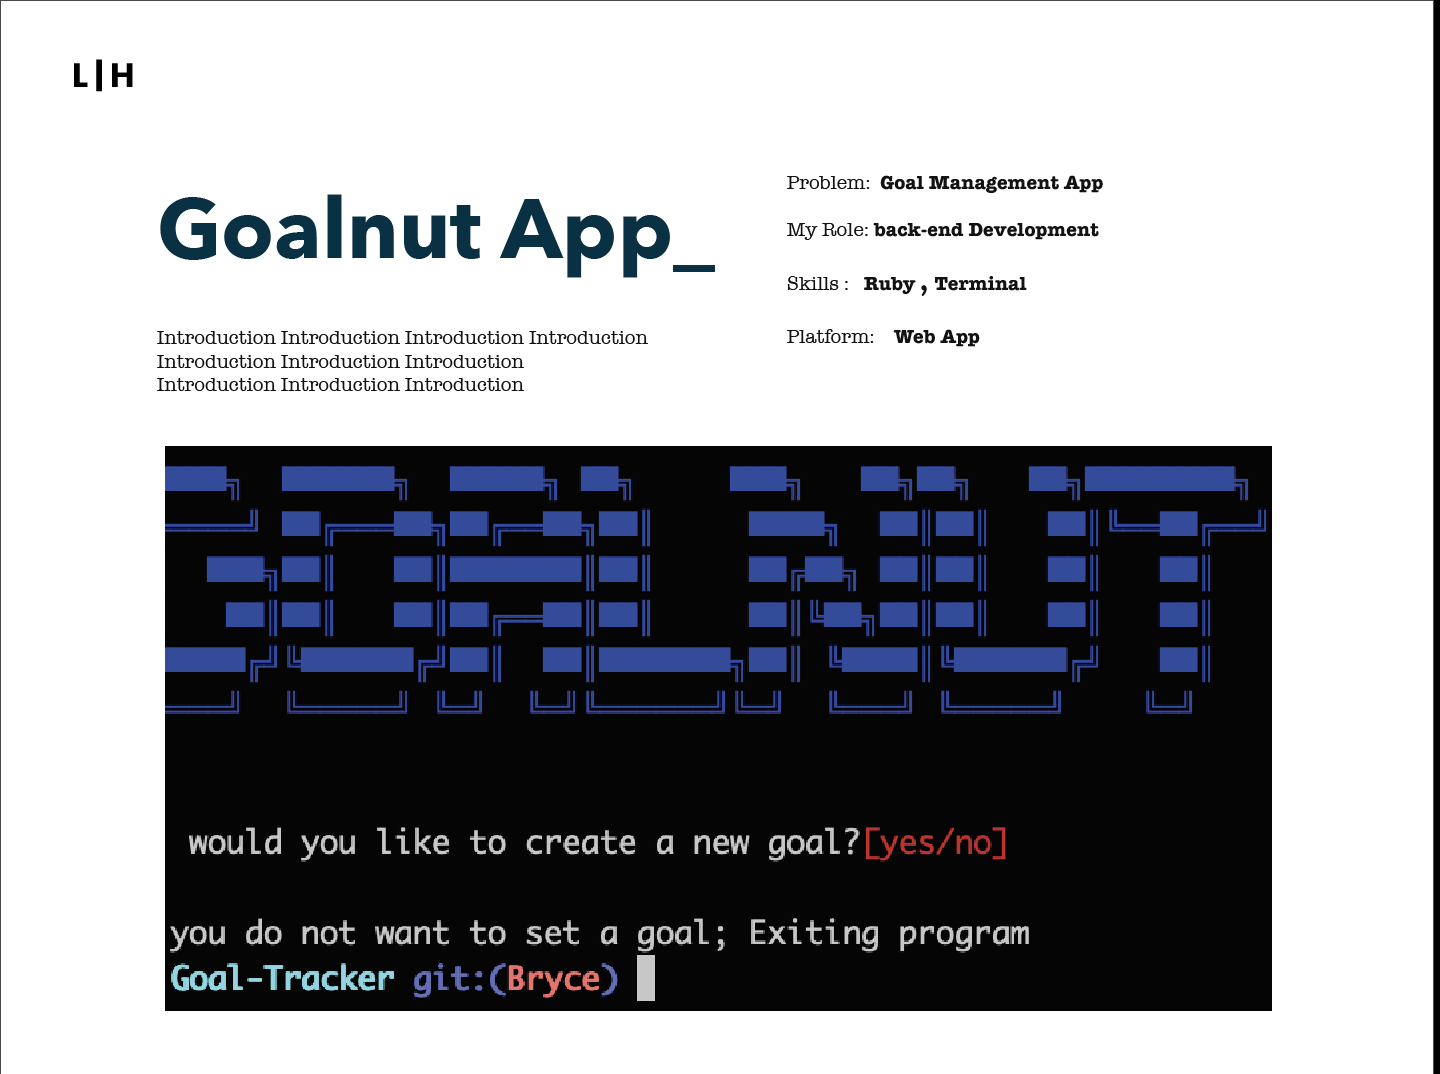 L|H
Goalnut App_
Problem: Goal Management App
My Role: back-end Development
Skills : Ruby , Terminal
Platform: Web App
Introduction Introduction Introduction Introduction
Introduction Introduction Introduction
Introduction Introduction Introduction
GOALNUT
would you like to create a new goal?[yes/no]
you do not want to set a goal; Exiting program
Goal-Tracker git:(Bryce)